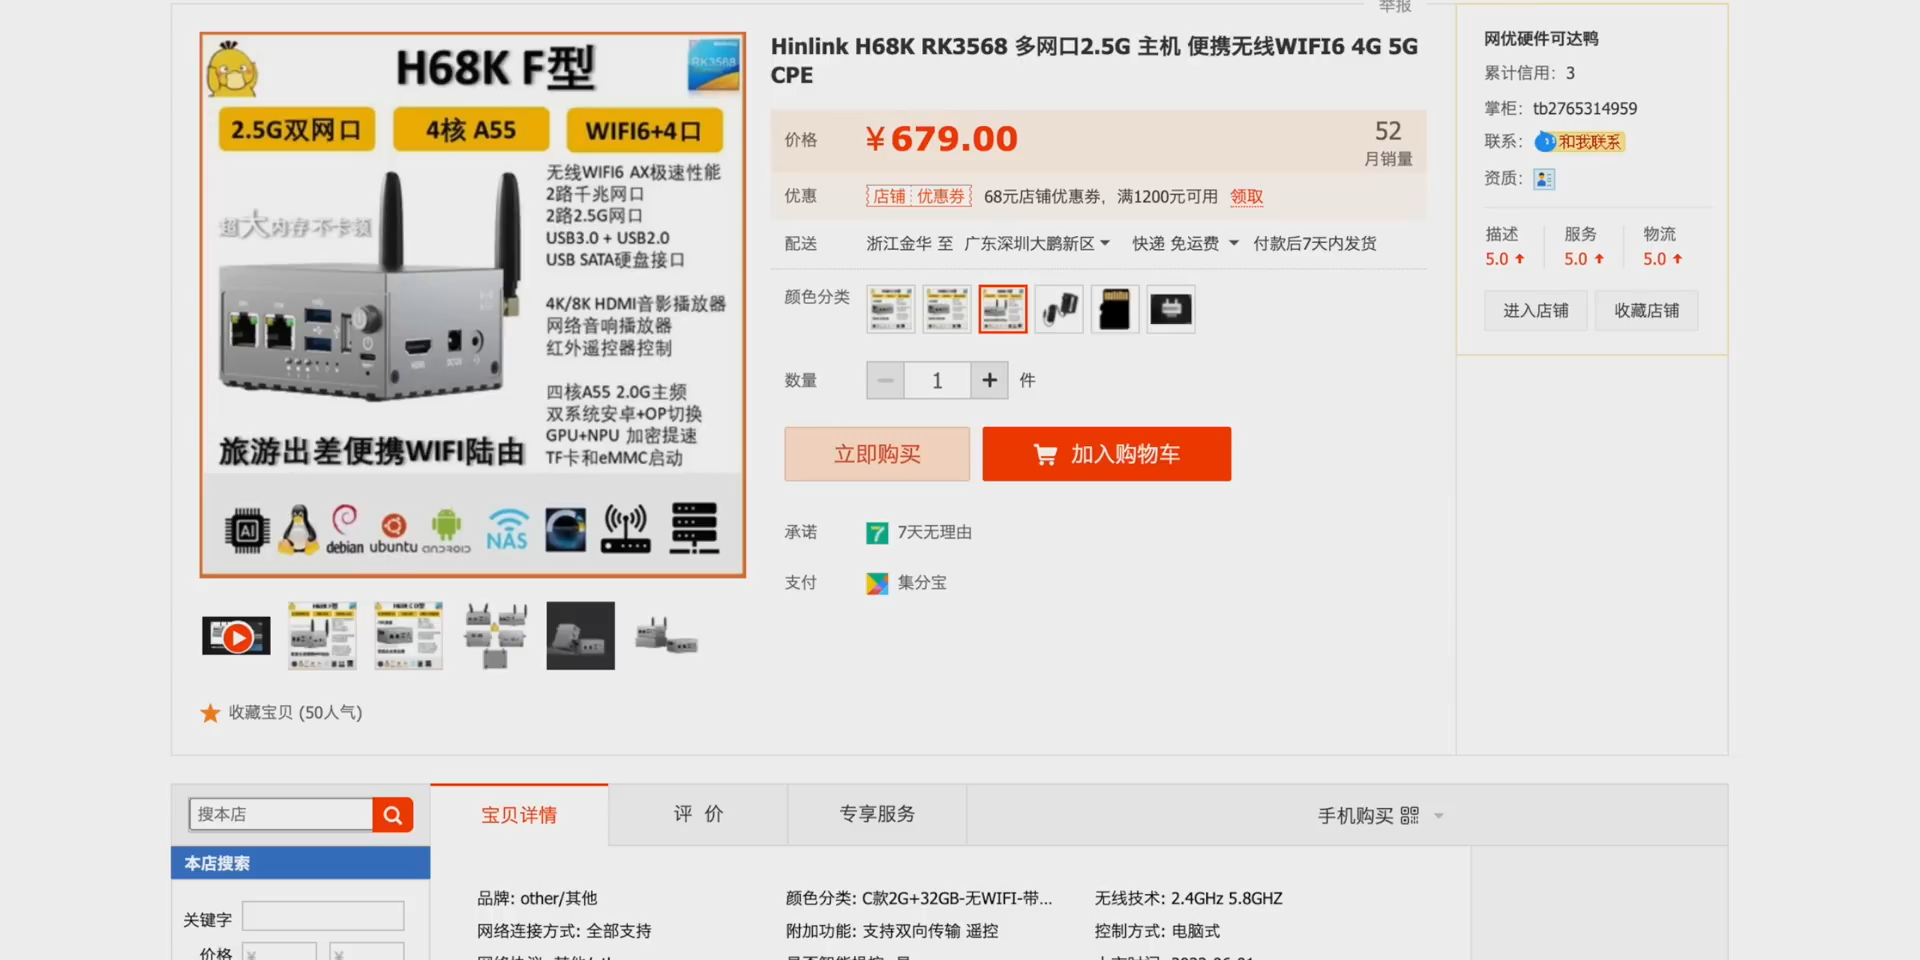 举报
H68K F型
RK3568
2.5G双网口
4核 A55
WIFI6+4口
无线WIFI6 AX极速性能
2路千兆网口
2路2.5G网口
USB3.0 + USB2.0
USB SATA硬盘接口
超大内存不卡顿
4K/8K HDMI音影播放器
网络音响播放器
红外遥控器控制
四核A55 2.0G主频
双系统安卓+OP切换
GPU+NPU 加密提速
TF卡和eMMC启动
旅游出差便携WIFI陆由
AI
debian
ubuntu
android
NAS
收藏宝贝 (50人气)
Hinlink H68K RK3568 多网口2.5G 主机 便携无线WIFI6 4G 5G
CPE
价格 ¥679.00
52
月销量
优惠 店铺 优惠券 68元店铺优惠券, 满1200元可用 领取
配送 浙江金华 至 广东深圳大鹏新区 快递 免运费 付款后7天内发货
颜色分类
数量 1 件
立即购买
加入购物车
承诺 7 7天无理由
支付 集分宝
网优硬件可达鸭
累计信用: 3
掌柜: tb2765314959
联系: 和我联系
资质:
描述 服务 物流
5.0 5.0 5.0
进入店铺 收藏店铺
搜本店
宝贝详情 评 价 专享服务 手机购买
本店搜索
关键字
价格 ¥ ¥
品牌: other/其他 颜色分类: C款2G+32GB-无WIFI-带... 无线技术: 2.4GHz 5.8GHZ
网络连接方式: 全部支持 附加功能: 支持双向传输 遥控 控制方式: 电脑式